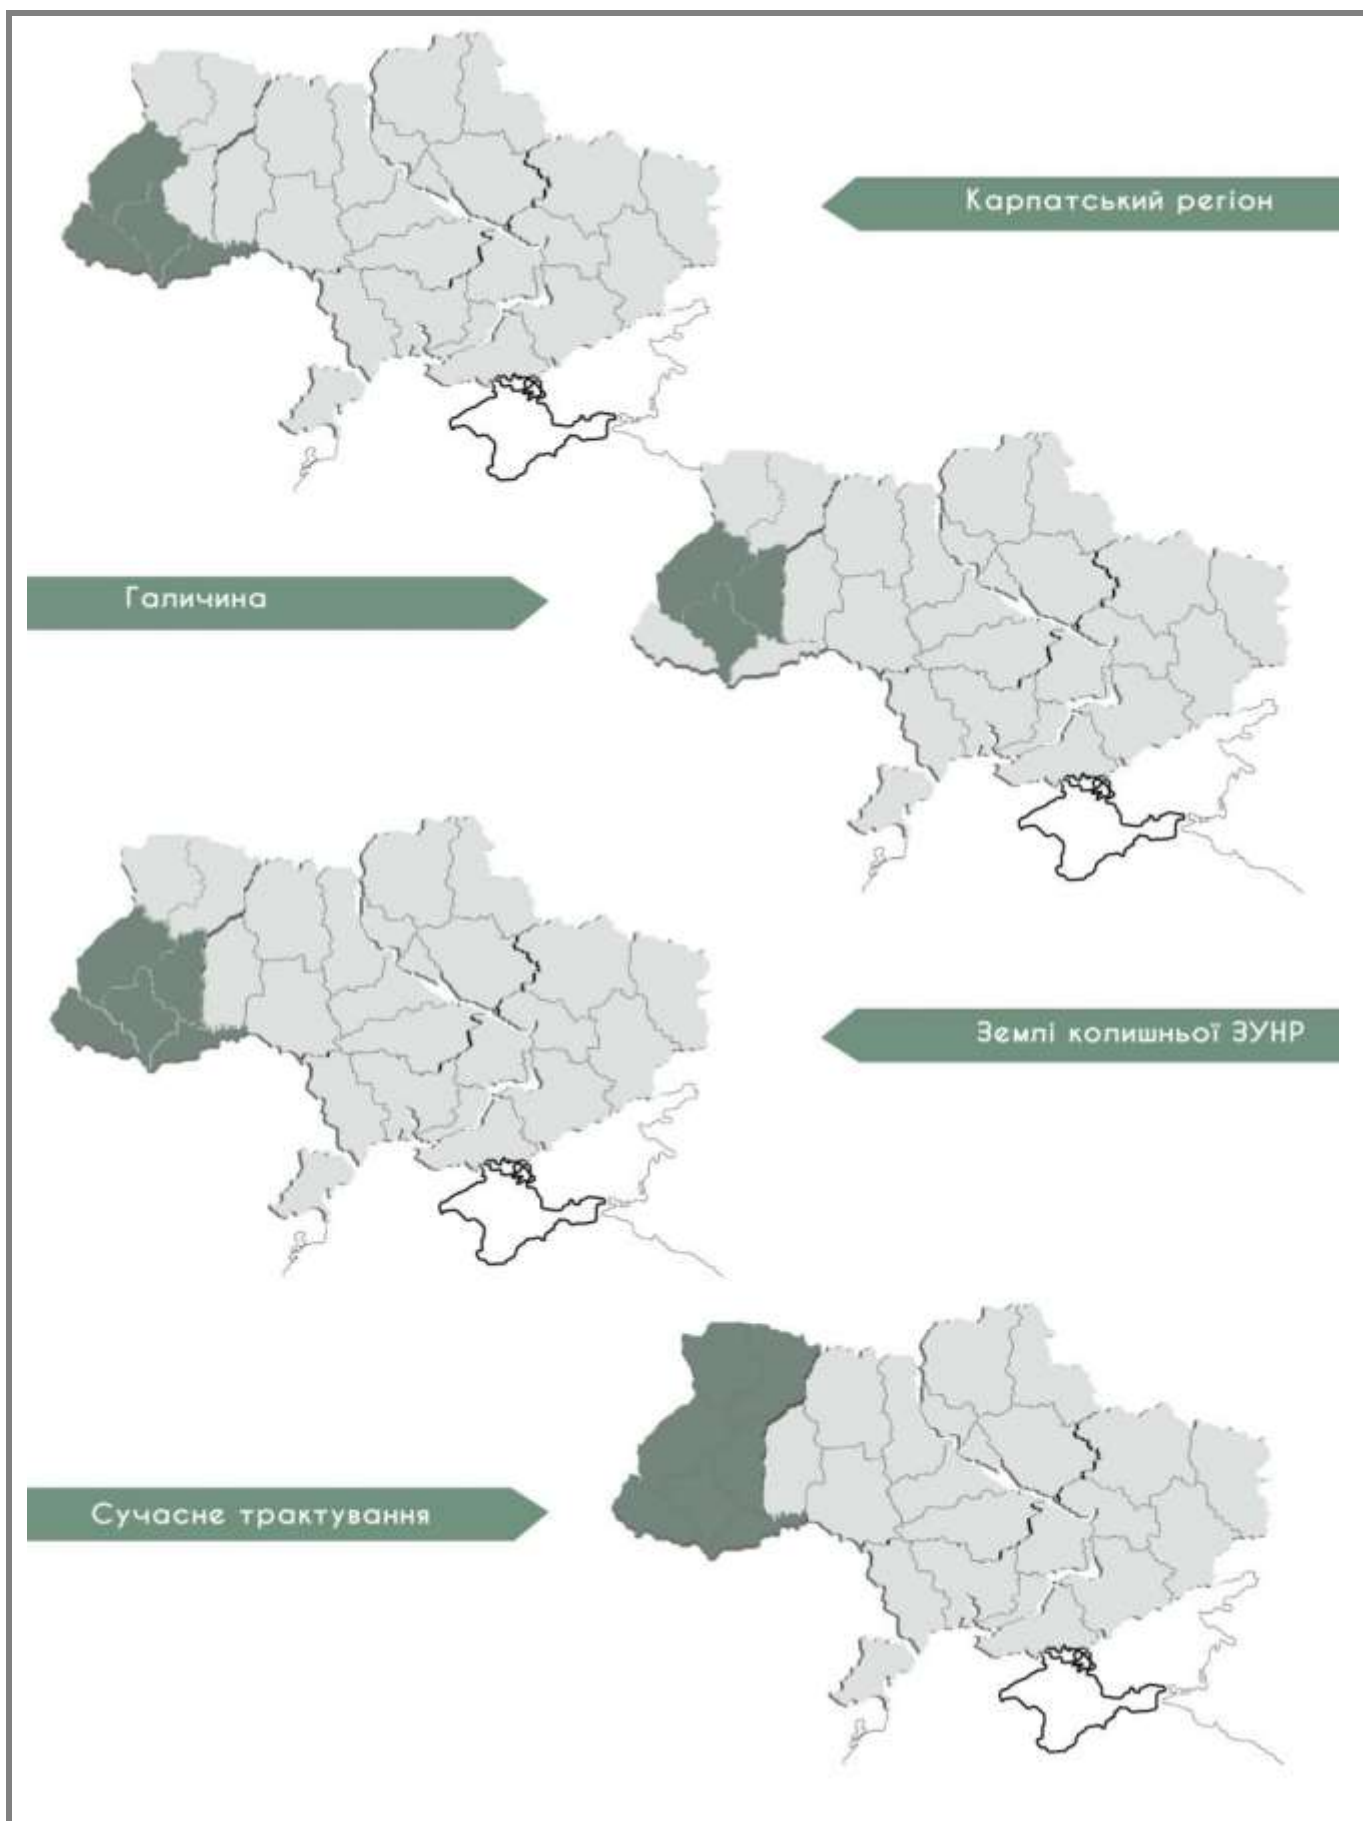 Карпатський регіон
Галичина
Землі колишньої ЗУНР
Сучасне трактування